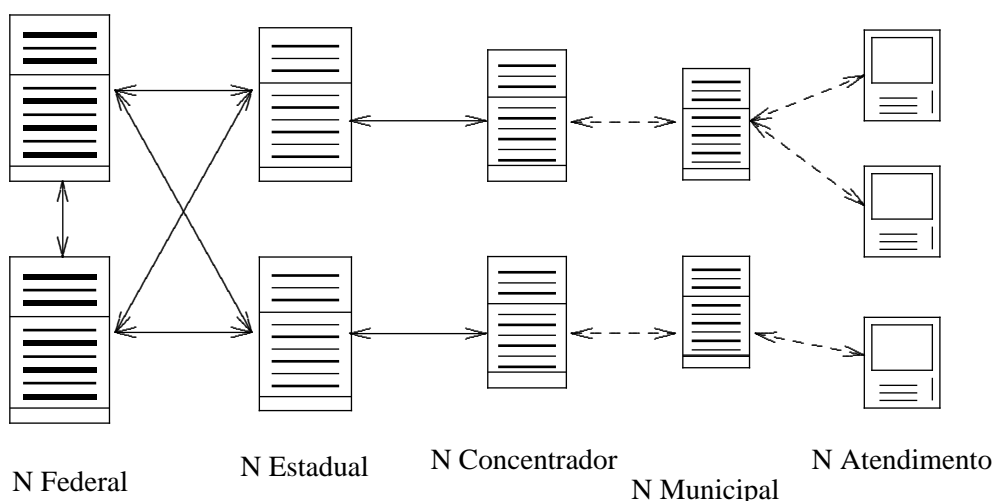 N Federal
N Estadual
N Concentrador
N Municipal
N Atendimento